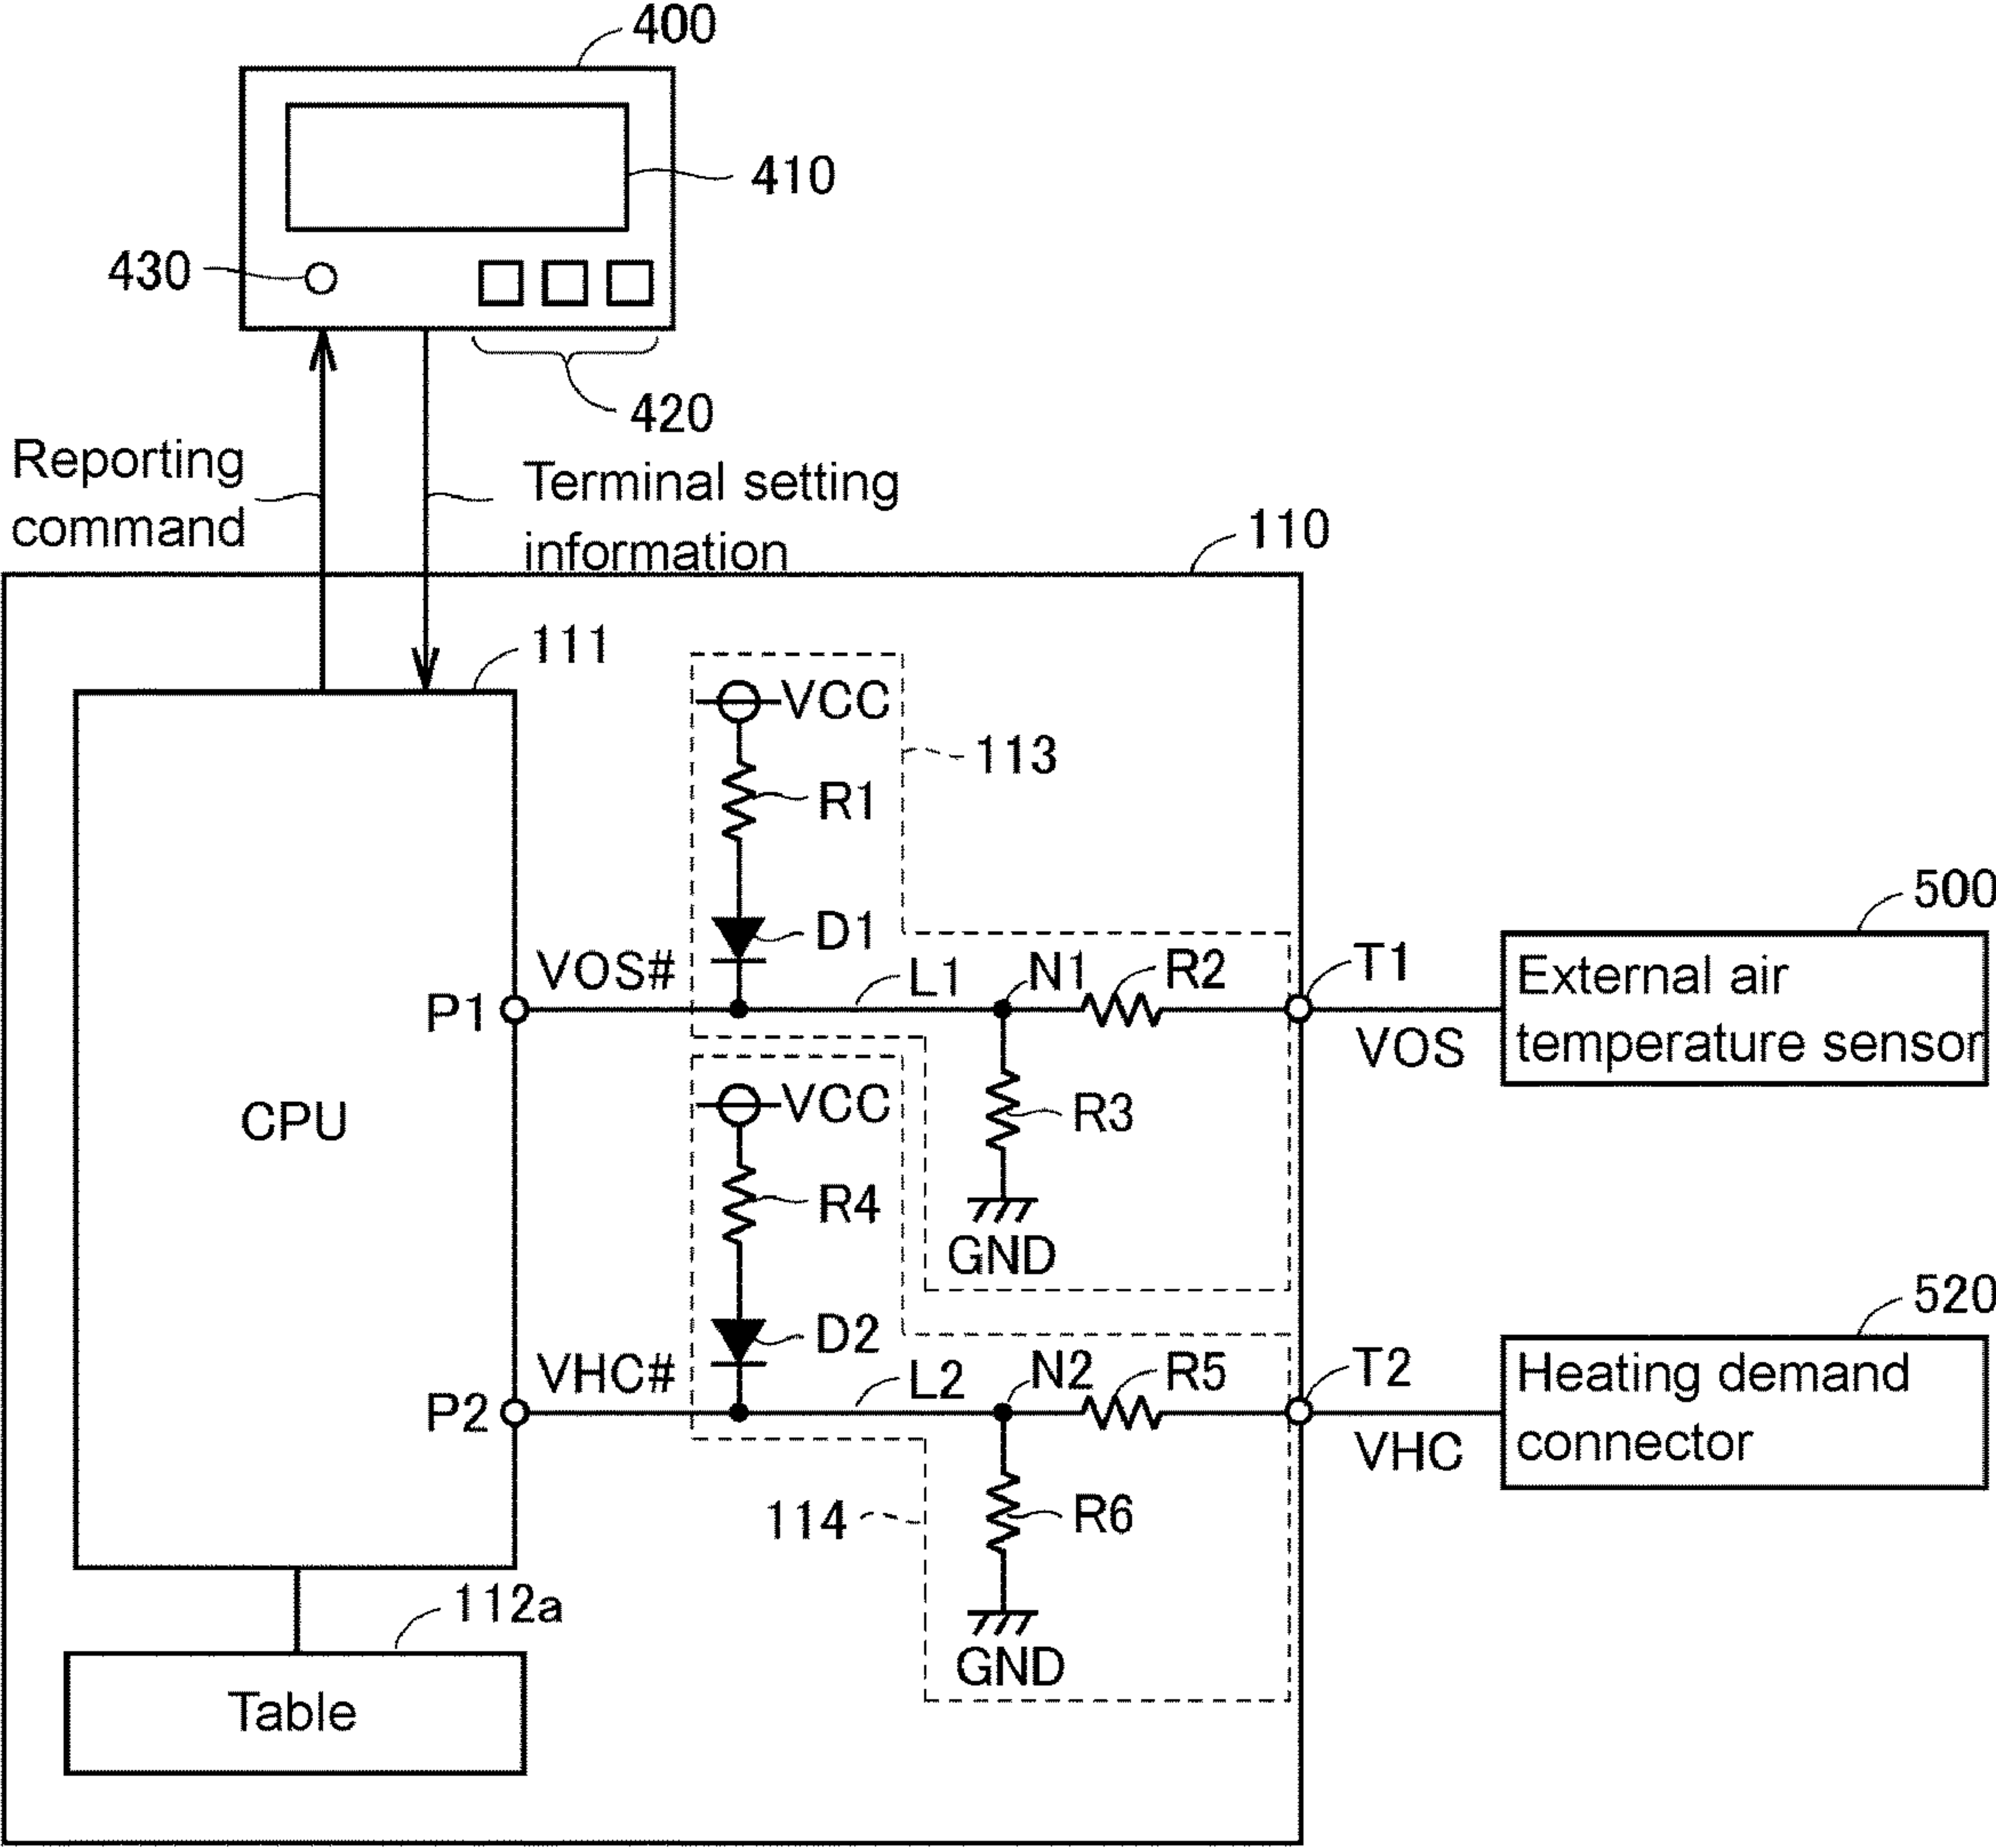 400
410
430
420
Reporting
command
Terminal setting
information
110
111
VCC
113
R1
D1
500
VOS#
L1
N1
R2
T1
External air
temperature sensor
P1
VOS
CPU
VCC
R3
R4
GND
520
D2
VHC#
L2
N2
R5
T2
Heating demand
connector
P2
VHC
114
R6
112a
GND
Table